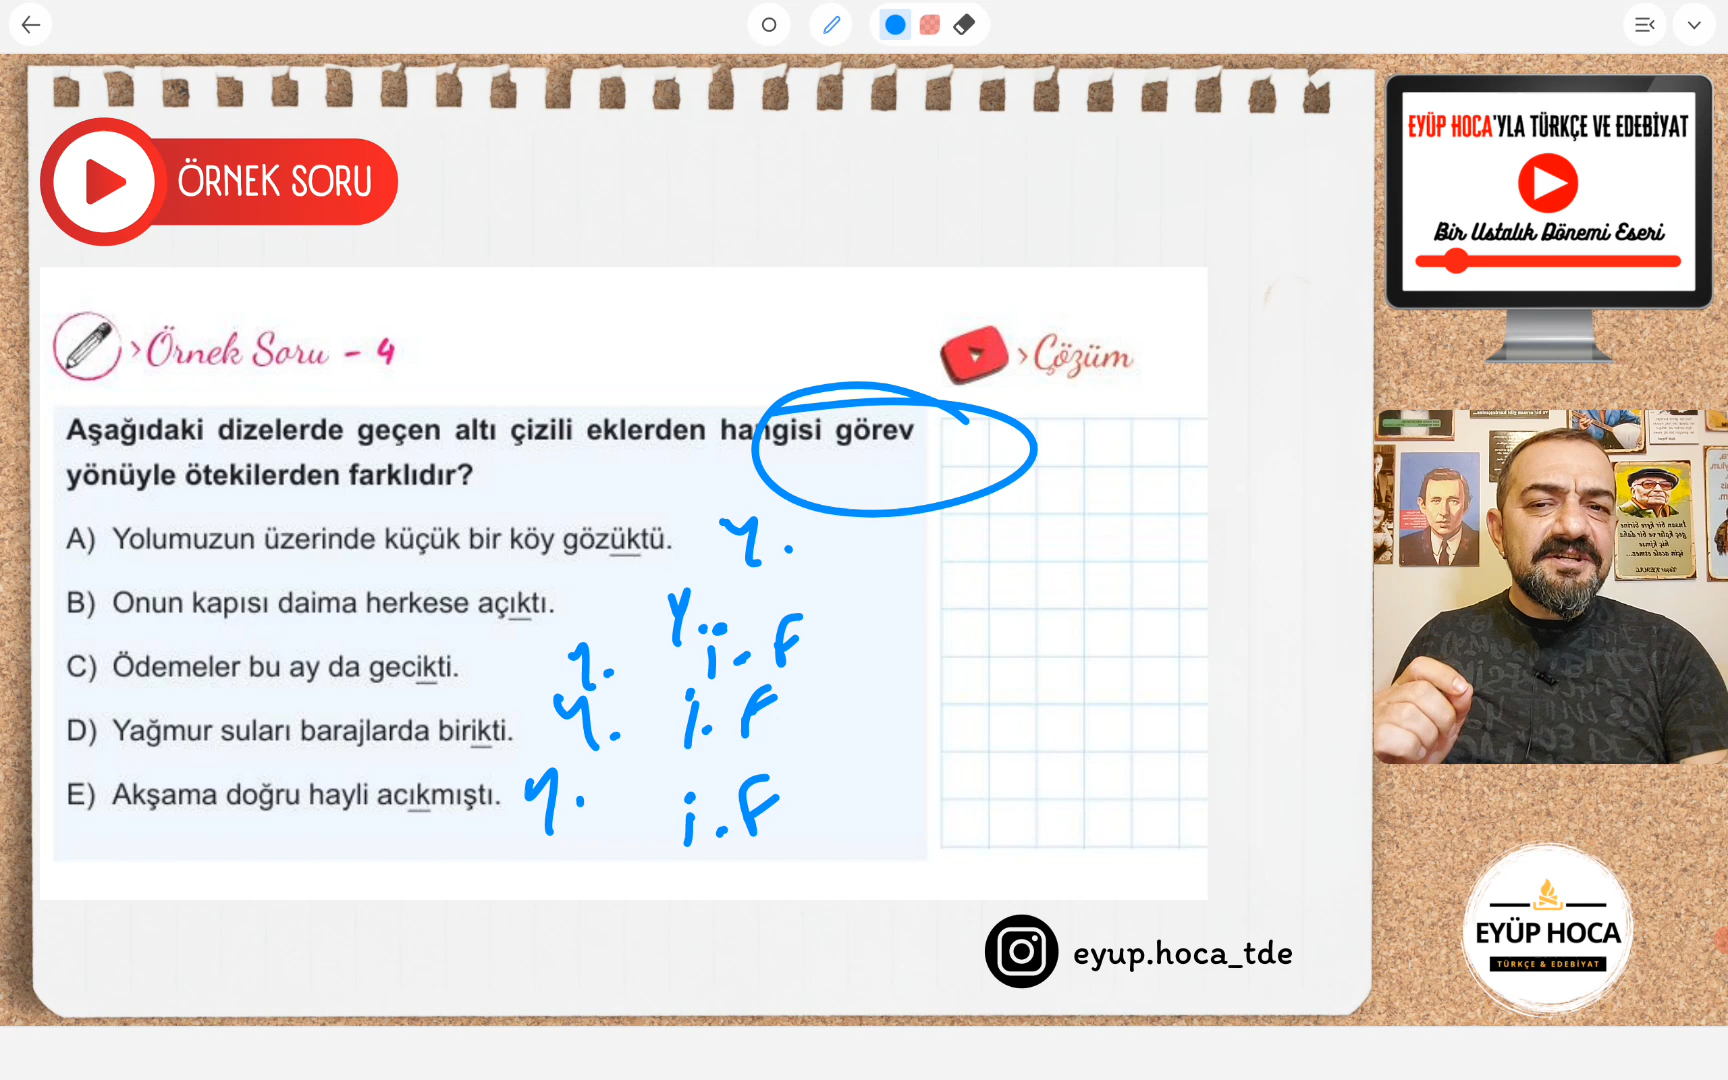 EYÜP HOCA'YLA TÜRKÇE VE EDEBİYAT
Bir Ustalık Dönemi Eseri
ÖRNEK SORU
Örnek Soru - 4
Çözüm
Aşağıdaki dizelerde geçen altı çizili eklerden hangisi görev
yönüyle ötekilerden farklıdır?
A) Yolumuzun üzerinde küçük bir köy gözüktü.
B) Onun kapısı daima herkese açıktı.
C) Ödemeler bu ay da gecikti.
D) Yağmur suları barajlarda birikti.
E) Akşama doğru hayli acıkmıştı.
y.
y. i. F
y. i. F
y. i. F
eyup.hoca_tde
EYÜP HOCA
TÜRKÇE & EDEBİYAT